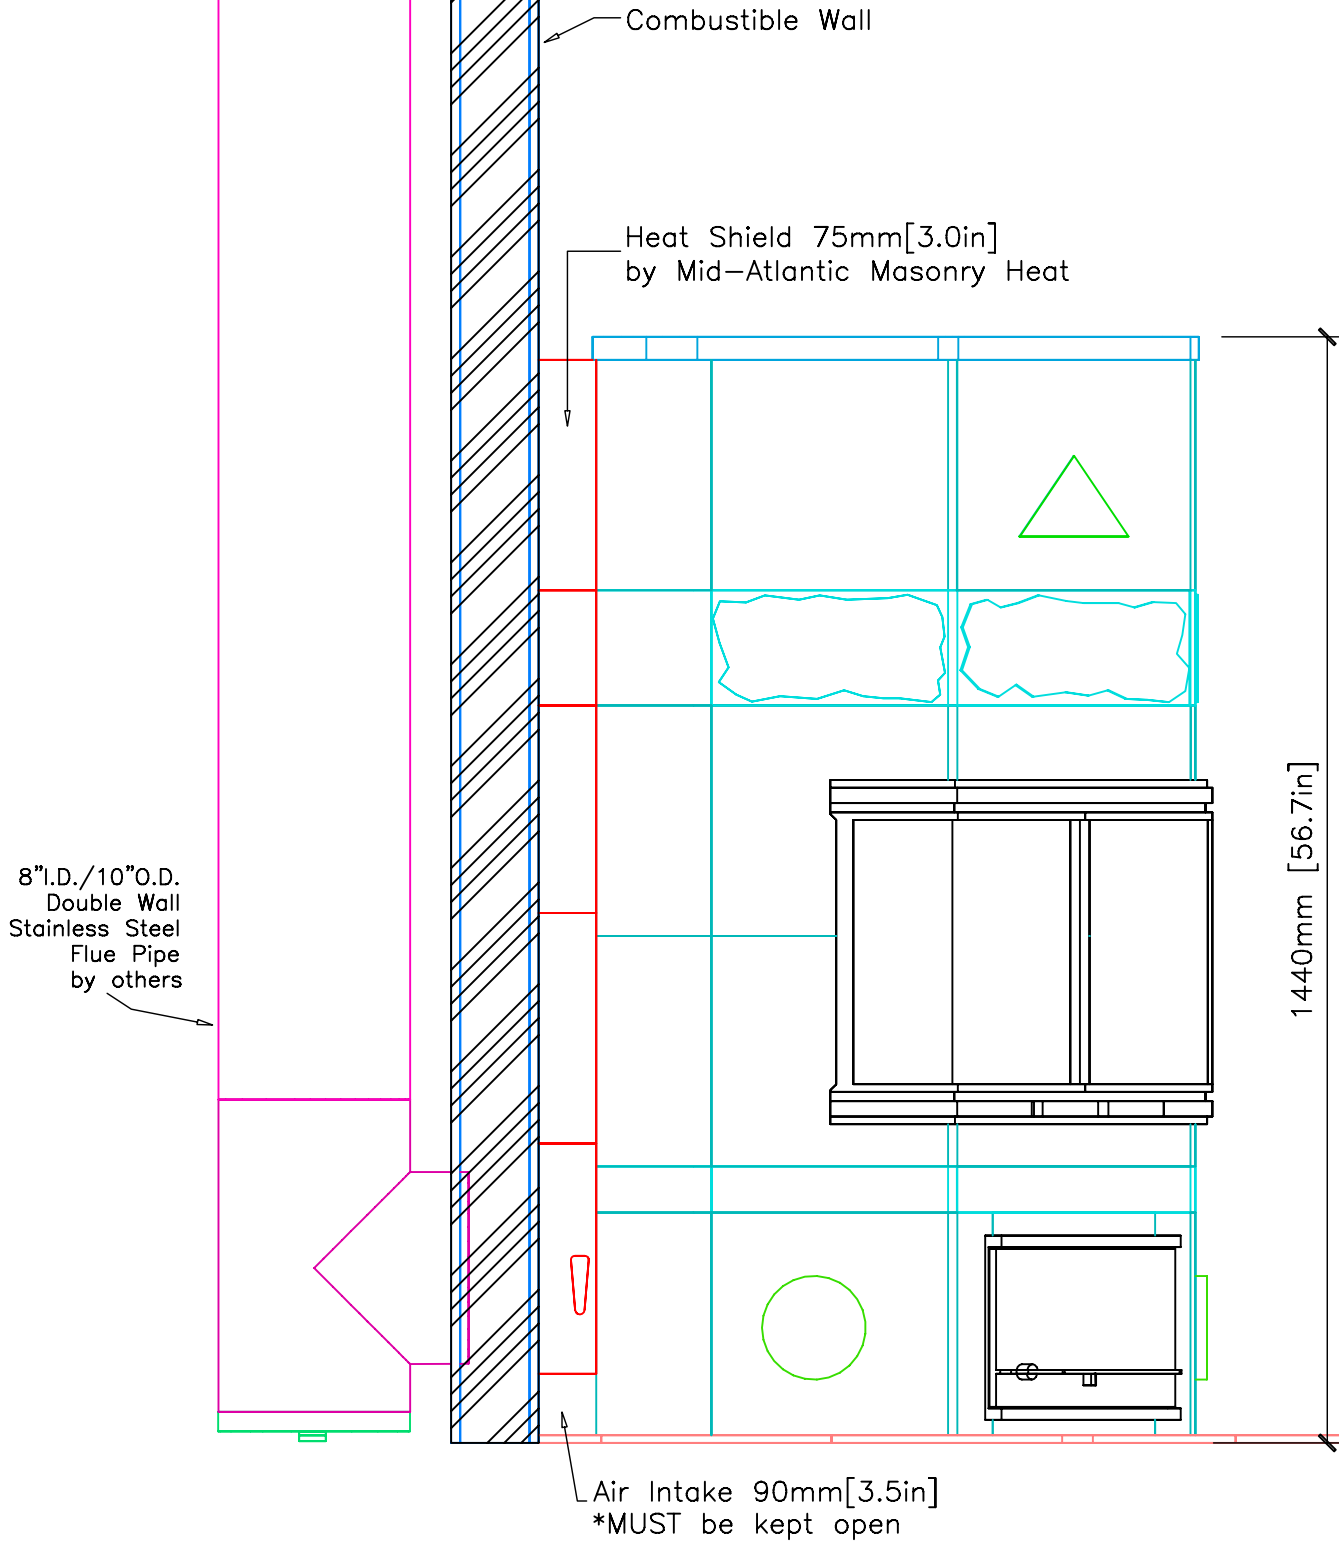 Combustible Wall
Heat Shield 75mm[3.0in]
by Mid-Atlantic Masonry Heat
1440mm [56.7in]
8"I.D./10"O.D.
Double Wall
Stainless Steel
Flue Pipe
by others
Air Intake 90mm[3.5in]
*MUST be kept open